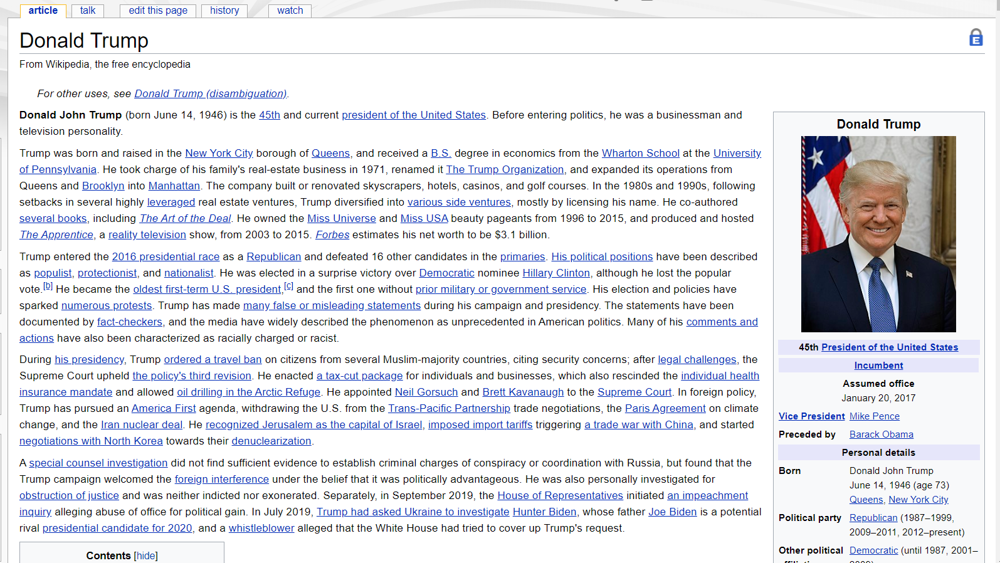 article
talk
edit this page
history
watch
Donald Trump
E
From Wikipedia, the free encyclopedia
For other uses, see Donald Trump (disambiguation).
Donald John Trump (born June 14, 1946) is the 45th and current president of the United States. Before entering politics, he was a businessman and
television personality.
Trump was born and raised in the New York City borough of Queens, and received a B.S. degree in economics from the Wharton School at the University
of Pennsylvania. He took charge of his family's real-estate business in 1971, renamed it The Trump Organization, and expanded its operations from
Queens and Brooklyn into Manhattan. The company built or renovated skyscrapers, hotels, casinos, and golf courses. In the 1980s and 1990s, following
setbacks in several highly leveraged real estate ventures, Trump diversified into various side ventures, mostly by licensing his name. He co-authored
several books, including The Art of the Deal. He owned the Miss Universe and Miss USA beauty pageants from 1996 to 2015, and produced and hosted
The Apprentice, a reality television show, from 2003 to 2015. Forbes estimates his net worth to be $3.1 billion.
Trump entered the 2016 presidential race as a Republican and defeated 16 other candidates in the primaries. His political positions have been described
as populist, protectionist, and nationalist. He was elected in a surprise victory over Democratic nominee Hillary Clinton, although he lost the popular
vote.[b] He became the oldest first-term U.S. president,[c] and the first one without prior military or government service. His election and policies have
sparked numerous protests. Trump has made many false or misleading statements during his campaign and presidency. The statements have been
documented by fact-checkers, and the media have widely described the phenomenon as unprecedented in American politics. Many of his comments and
actions have also been characterized as racially charged or racist.
During his presidency, Trump ordered a travel ban on citizens from several Muslim-majority countries, citing security concerns; after legal challenges, the
Supreme Court upheld the policy's third revision. He enacted a tax-cut package for individuals and businesses, which also rescinded the individual health
insurance mandate and allowed oil drilling in the Arctic Refuge. He appointed Neil Gorsuch and Brett Kavanaugh to the Supreme Court. In foreign policy,
Trump has pursued an America First agenda, withdrawing the U.S. from the Trans-Pacific Partnership trade negotiations, the Paris Agreement on climate
change, and the Iran nuclear deal. He recognized Jerusalem as the capital of Israel, imposed import tariffs triggering a trade war with China, and started
negotiations with North Korea towards their denuclearization.
A special counsel investigation did not find sufficient evidence to establish criminal charges of conspiracy or coordination with Russia, but found that the
Trump campaign welcomed the foreign interference under the belief that it was politically advantageous. He was also personally investigated for
obstruction of justice and was neither indicted nor exonerated. Separately, in September 2019, the House of Representatives initiated an impeachment
inquiry alleging abuse of office for political gain. In July 2019, Trump had asked Ukraine to investigate Hunter Biden, whose father Joe Biden is a potential
rival presidential candidate for 2020, and a whistleblower alleged that the White House had tried to cover up Trump's request.
Contents [hide]
Donald Trump
45th President of the United States
Incumbent
Assumed office
January 20, 2017
Vice President Mike Pence
Preceded by Barack Obama
Personal details
Born Donald John Trump
June 14, 1946 (age 73)
Queens, New York City
Political party Republican (1987–1999,
2009–2011, 2012–present)
Other political Democratic (until 1987, 2001–